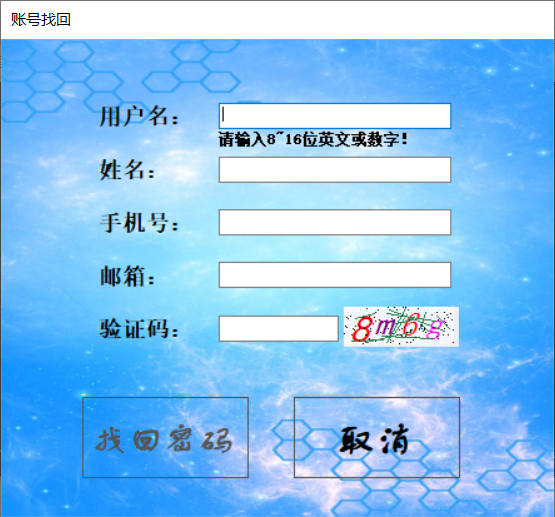 账号找回
用户名：
请输入8~16位英文或数字！
姓名：
手机号：
邮箱：
验证码： 8m6g
找回密码 取消